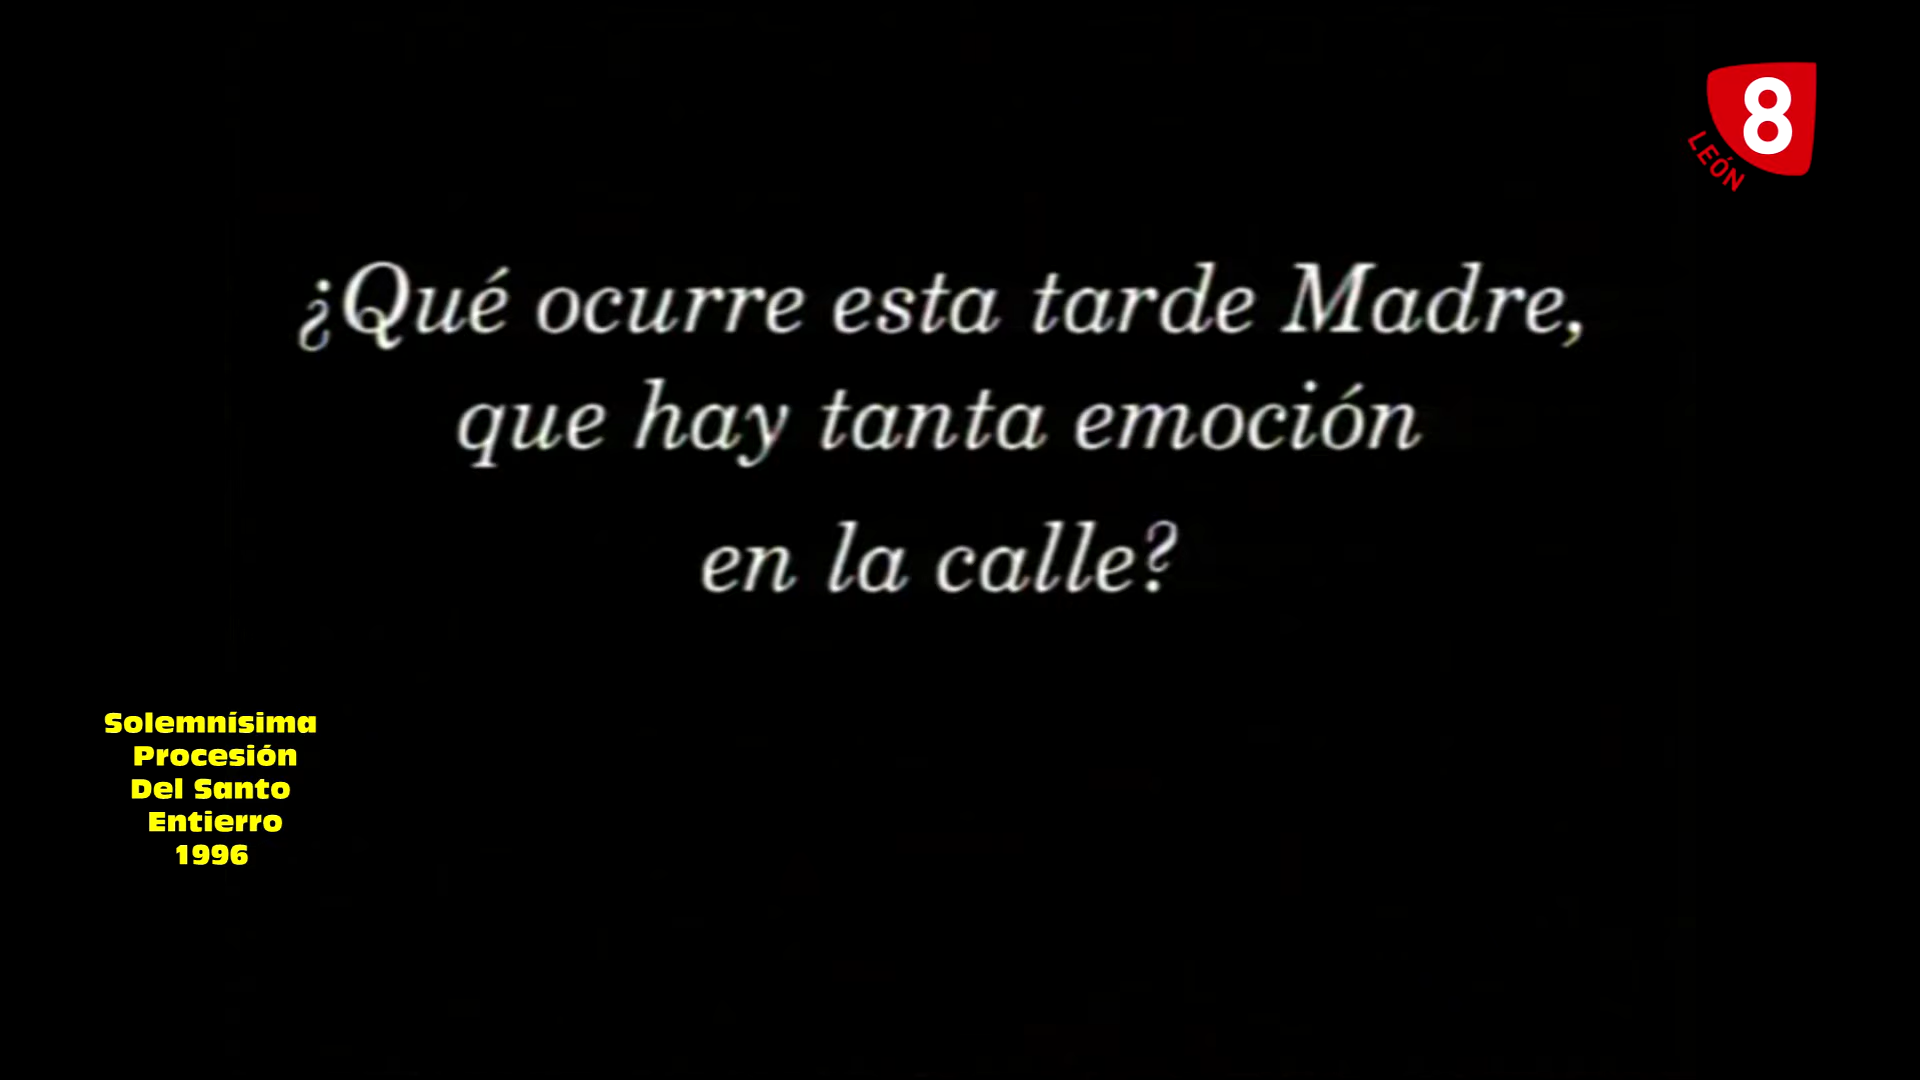 8
LEÓN
¿Qué ocurre esta tarde Madre,
que hay tanta emoción
en la calle?
Solemnísima
Procesión
Del Santo
Entierro
1996